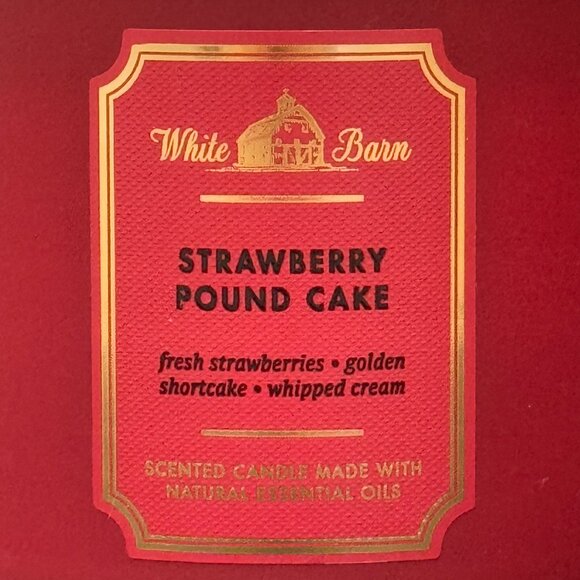 White Barn
STRAWBERRY
POUND CAKE
fresh strawberries • golden
shortcake • whipped cream
SCENTED CANDLE MADE WITH
NATURAL ESSENTIAL OILS